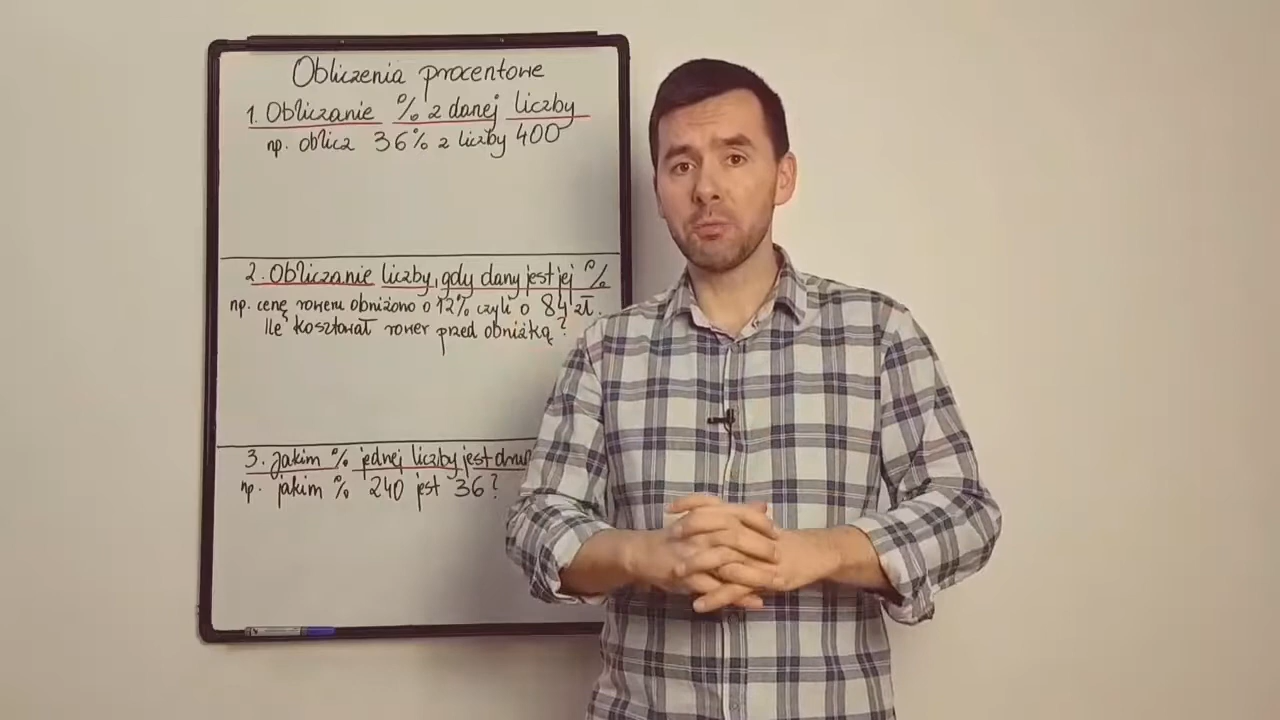 Obliczenia procentowe
1. Obliczanie % z danej liczby
np. oblicz 36% z liczby 400
2. Obliczanie liczby, gdy dany jest jej %
np. cenę roweru obniżono o 12% czyli o 84 zł.
Ile kosztował rower przed obniżką?
3. Jakim % jednej liczby jest
np. jakim % 240 jest 36?